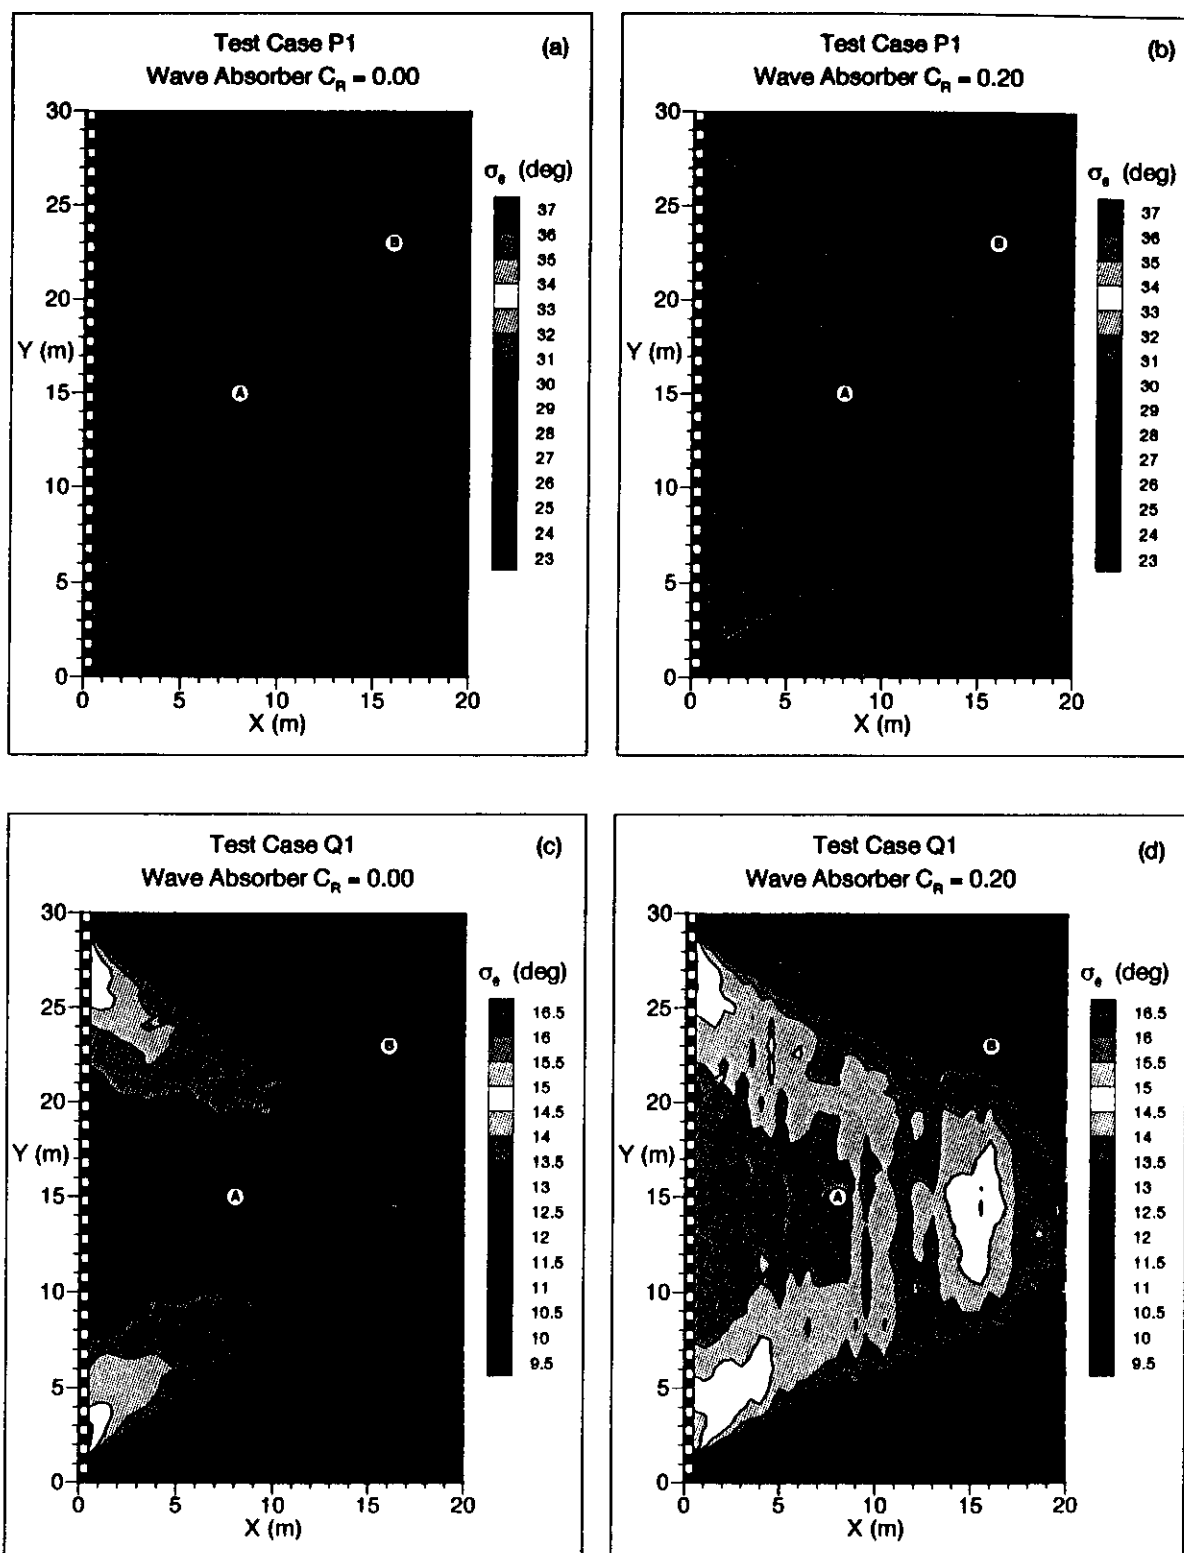 Test Case P1 (a)
Wave Absorber C_R = 0.00
30
25
20
Y (m)
15
10
5
0
0 5 10 15 20
X (m)
A
B
σ_θ (deg)
37
36
35
34
33
32
31
30
29
28
27
26
25
24
23
Test Case P1 (b)
Wave Absorber C_R = 0.20
30
25
20
Y (m)
15
10
5
0
0 5 10 15 20
X (m)
A
B
σ_θ (deg)
37
36
35
34
33
32
31
30
29
28
27
26
25
24
23
Test Case Q1 (c)
Wave Absorber C_R = 0.00
30
25
20
Y (m)
15
10
5
0
0 5 10 15 20
X (m)
A
B
σ_θ (deg)
16.5
16
15.5
15
14.5
14
13.5
13
12.5
12
11.5
11
10.5
10
9.5
Test Case Q1 (d)
Wave Absorber C_R = 0.20
30
25
20
Y (m)
15
10
5
0
0 5 10 15 20
X (m)
A
B
σ_θ (deg)
16.5
16
15.5
15
14.5
14
13.5
13
12.5
12
11.5
11
10.5
10
9.5